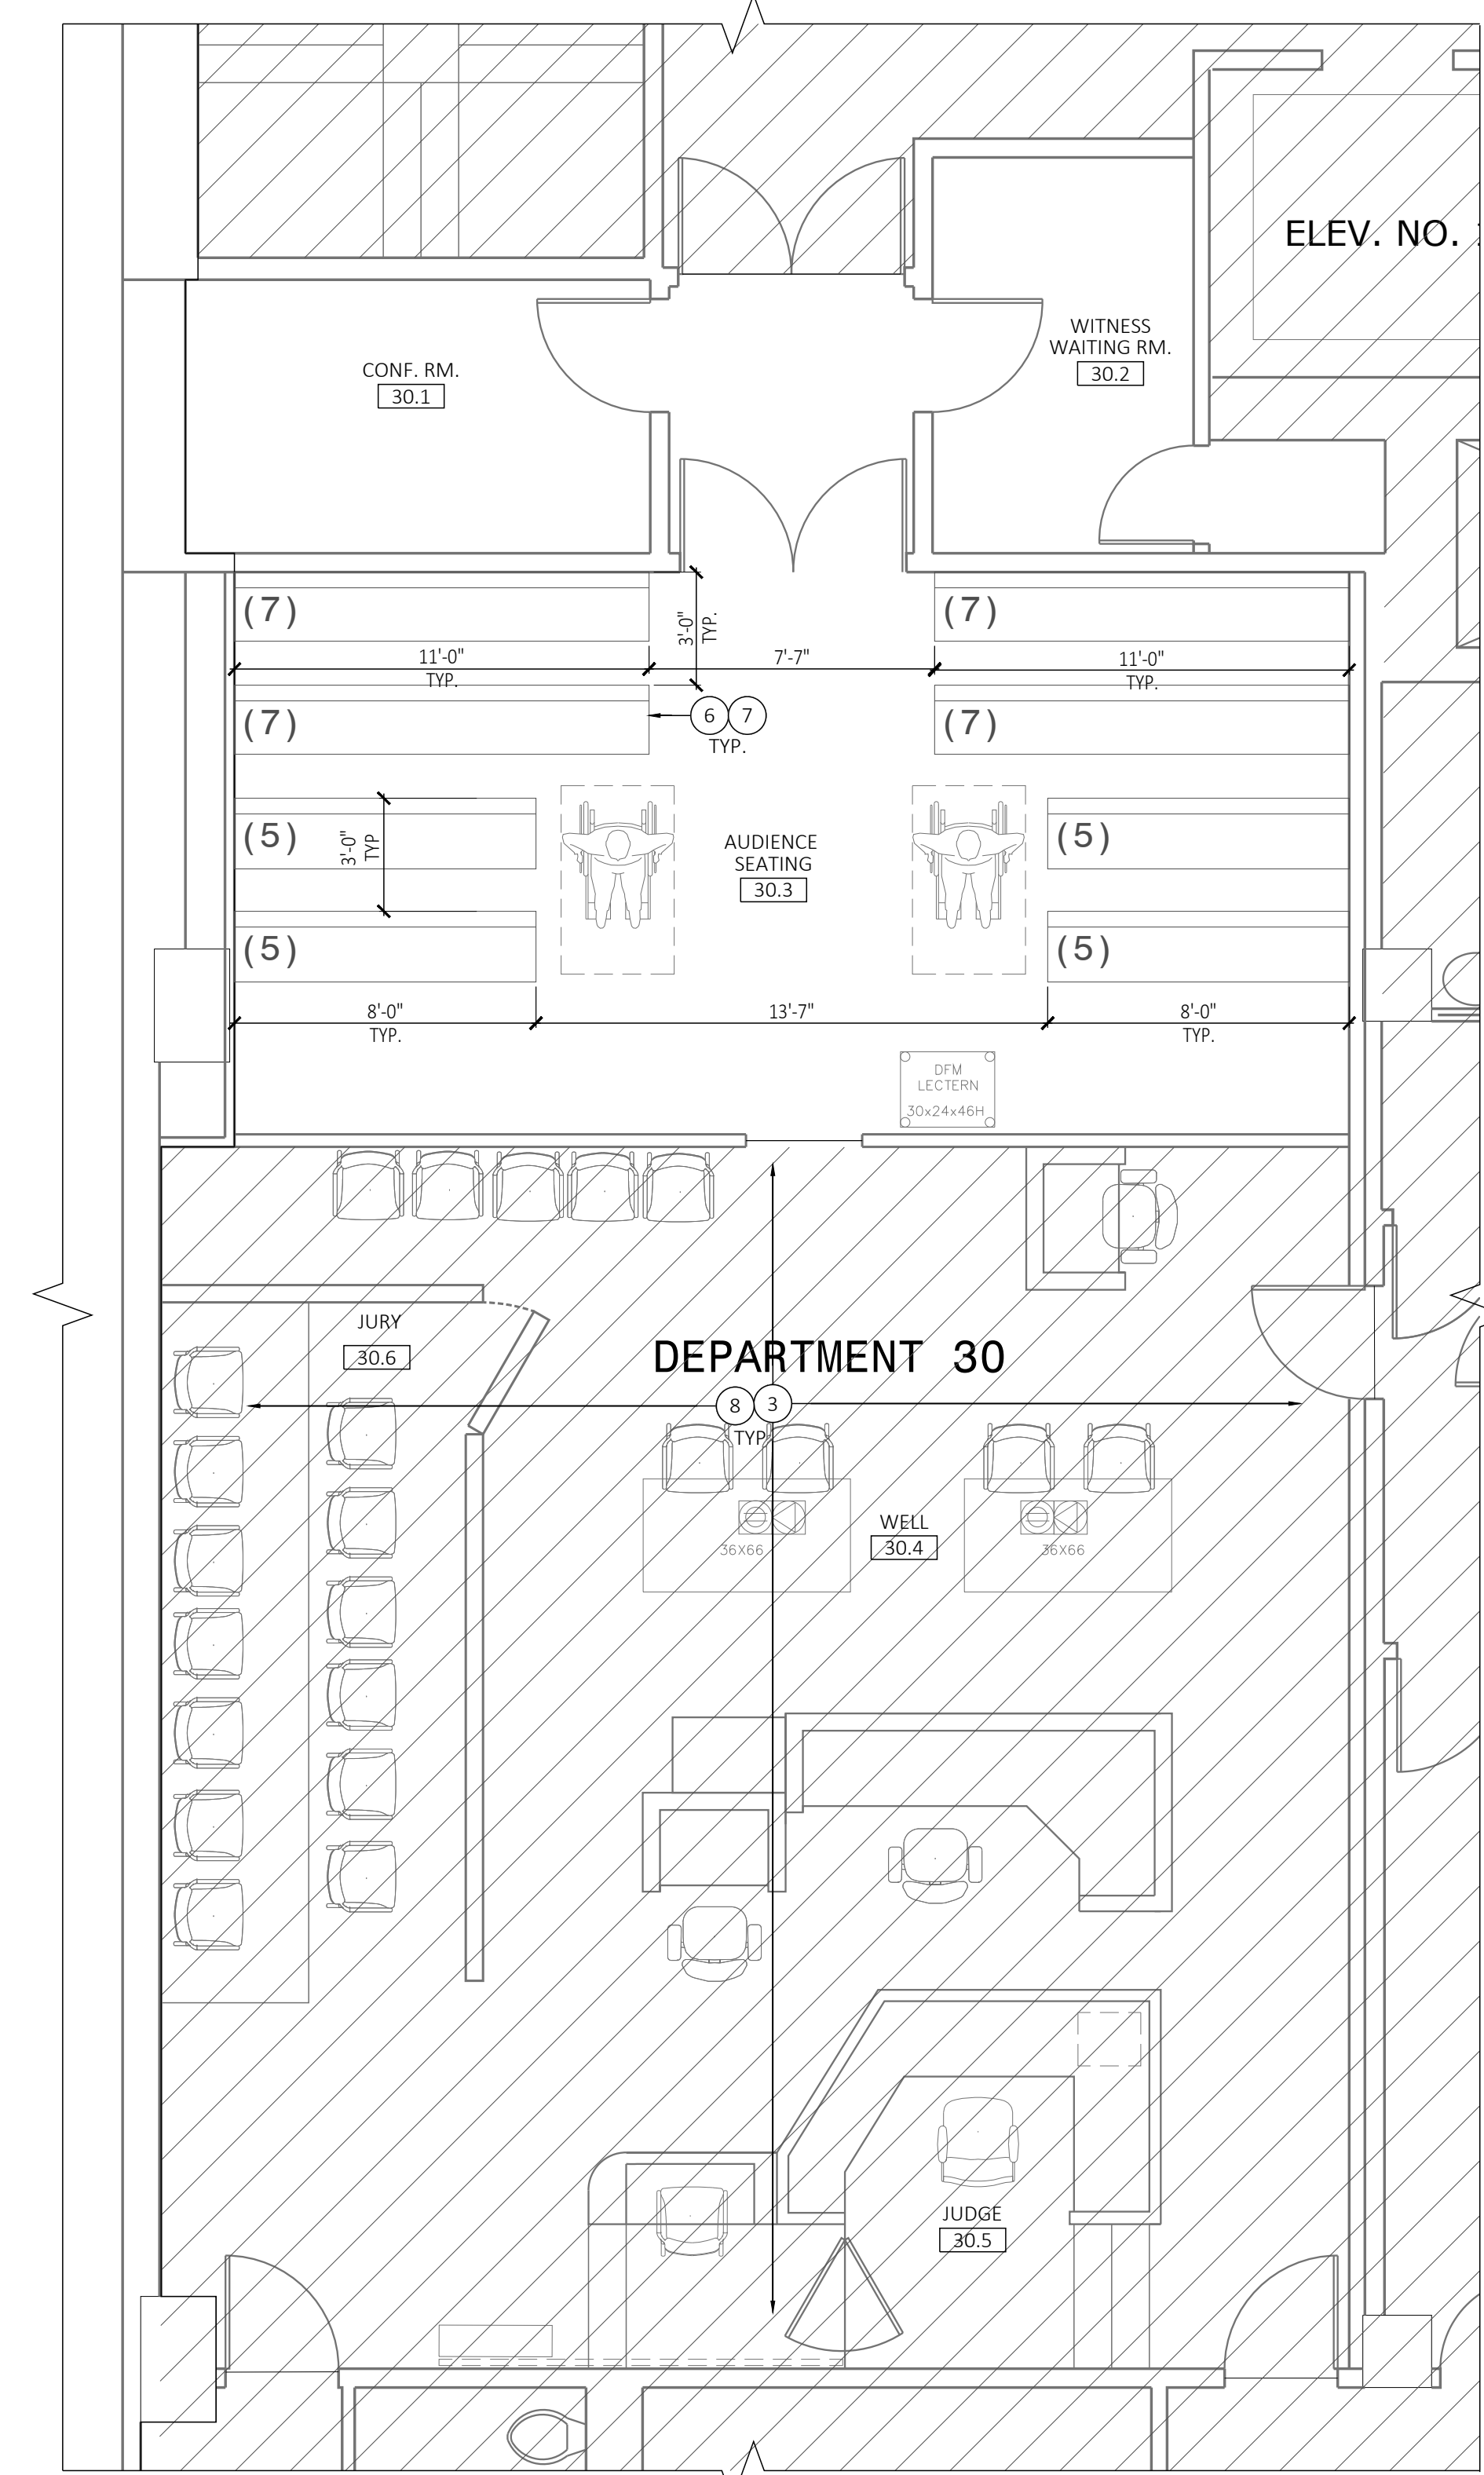 ELEV. NO.
WITNESS
WAITING RM.
30.2
CONF. RM.
30.1
(7)
(7)
3'-0"
TYP.
11'-0"
TYP.
7'-7"
11'-0"
TYP.
(7)
(7)
6
7
TYP.
(5)
3'-0"
TYP
AUDIENCE
SEATING
30.3
(5)
(5)
(5)
8'-0"
TYP.
13'-7"
8'-0"
TYP.
DFM
LECTERN
30x24x46H
JURY
30.6
DEPARTMENT 30
8
3
TYP
WELL
30.4
36X66
36X66
JUDGE
30.5